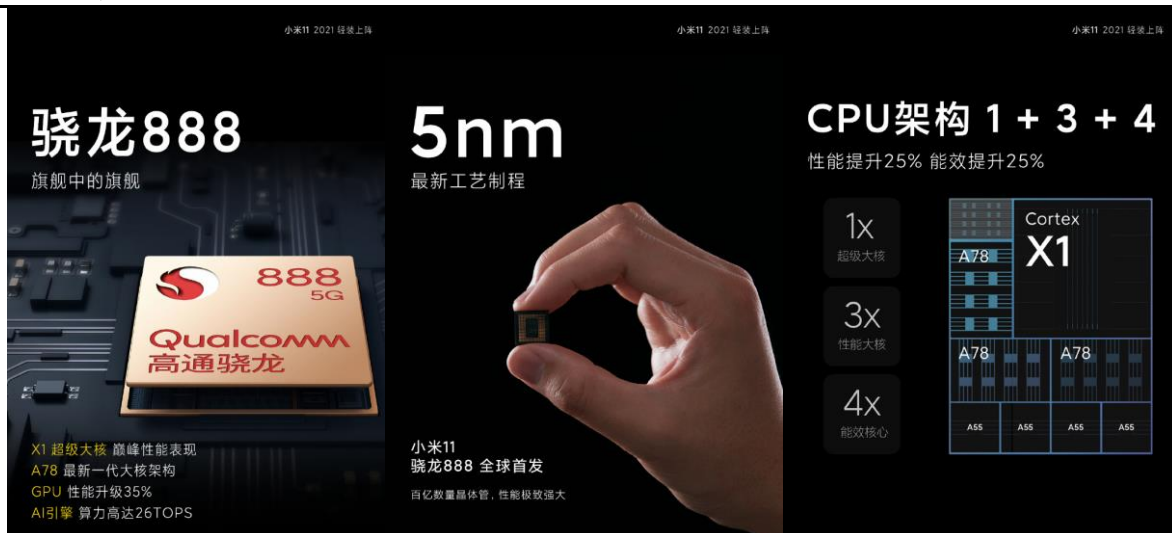 小米11 2021 轻装上阵
骁龙888
旗舰中的旗舰
888
5G
Qualcomm
高通骁龙
X1 超级大核 巅峰性能表现
A78 最新一代大核架构
GPU 性能升级35%
AI引擎 算力高达26TOPS
小米11 2021 轻装上阵
5nm
最新工艺制程
小米11
骁龙888 全球首发
百亿数量晶体管，性能极致强大
小米11 2021 轻装上阵
CPU架构 1 + 3 + 4
性能提升25% 能效提升25%
1x
超级大核
3x
性能大核
4x
能效核心
Cortex
X1
A78
A78
A78
A55
A55
A55
A55